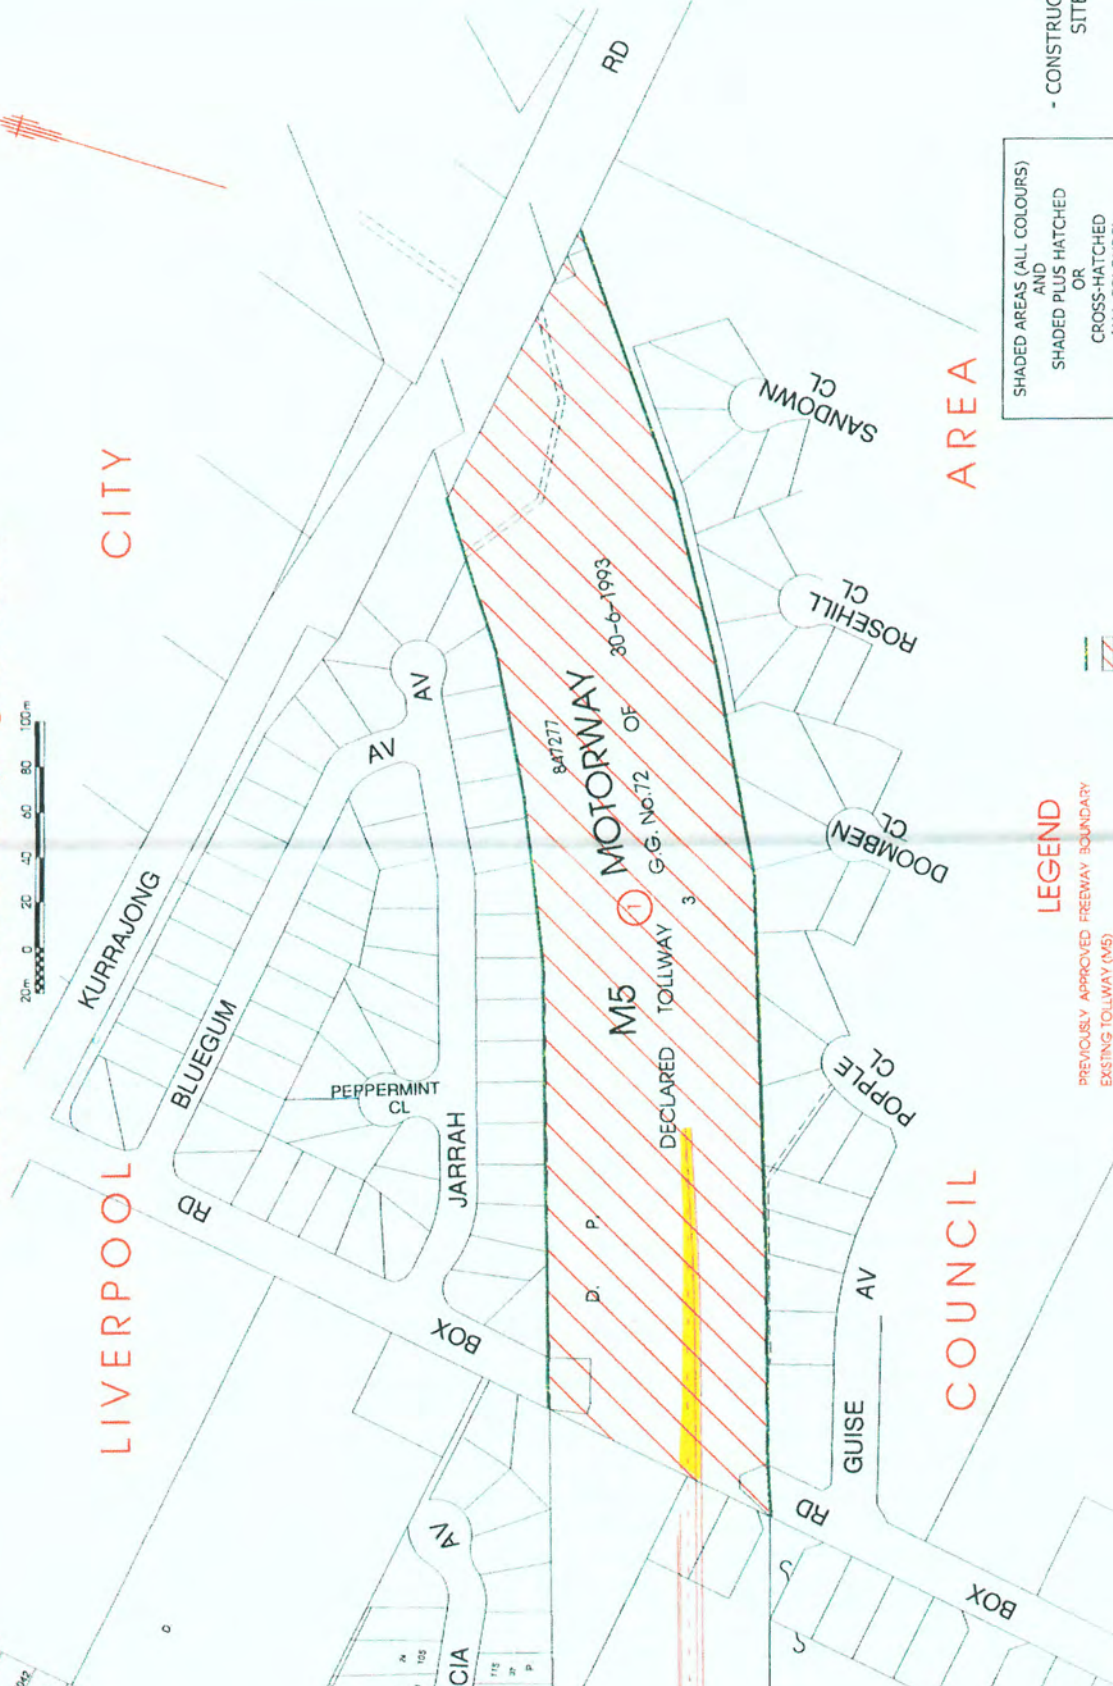 RD
- CONSTRUC
SITE
SHADED AREAS (ALL COLOURS)
AND
SHADED PLUS HATCHED
OR
CROSS-HATCHED
CITY
AREA
SANDOWN
CL
ROSEHILL
CL
DOOMBEN
CL
POPPLE
CL
20m 0 20 40 60 80 100m
KURRAJONG
RD
BLUEGUM
AV
AV
PEPPERMINT
CL
JARRAH
847277
M5 MOTORWAY
1
DECLARED TOLLWAY G.G. No.72 OF 30-6-1993
3
D. P.
LIVERPOOL
COUNCIL
BOX
AV
GUISE
RD
BOX
AV
CIA
105
115
P
S
S
LEGEND
PREVIOUSLY APPROVED FREEWAY BOUNDARY
EXISTING TOLLWAY (M5)